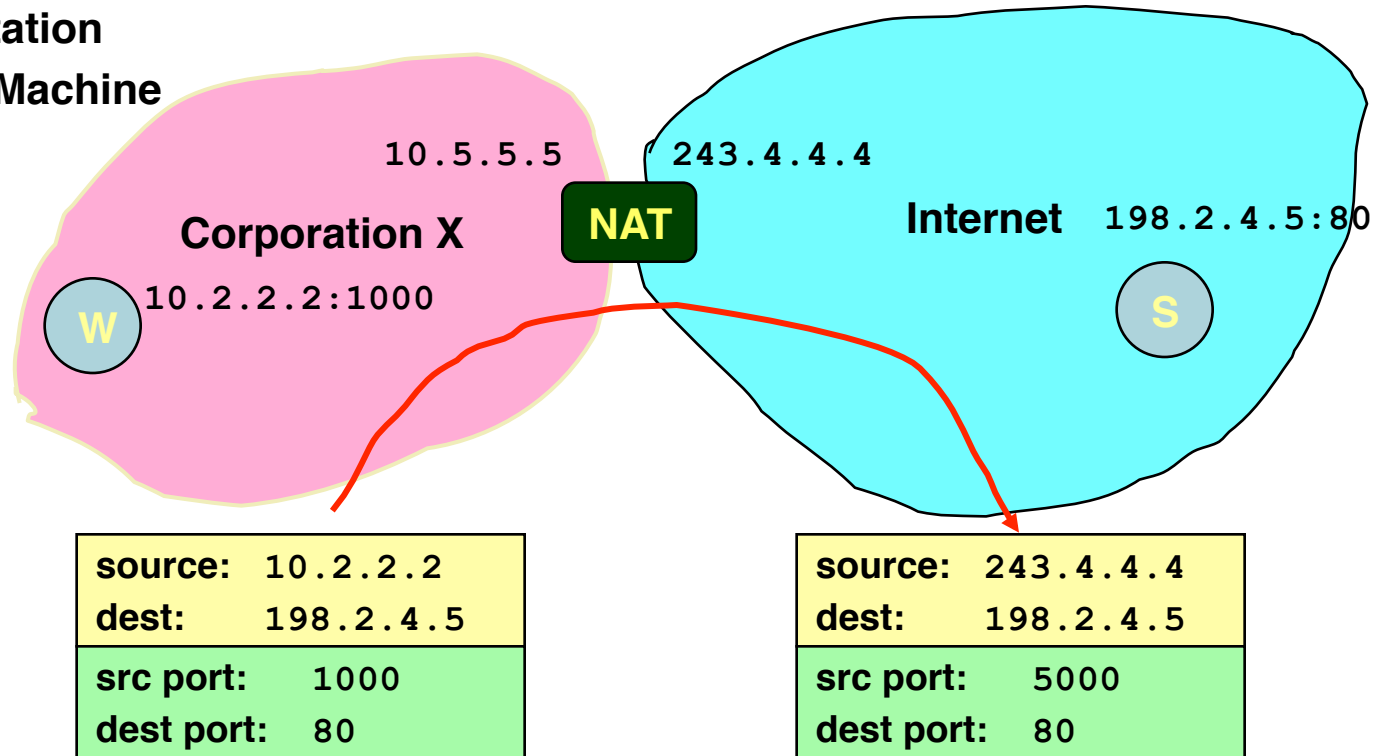 Machine
10.5.5.5
243.4.4.4
NAT
Corporation X
Internet
198.2.4.5:80
W
10.2.2.2:1000
S
source: 10.2.2.2
dest: 198.2.4.5
src port: 1000
dest port: 80
source: 243.4.4.4
dest: 198.2.4.5
src port: 5000
dest port: 80